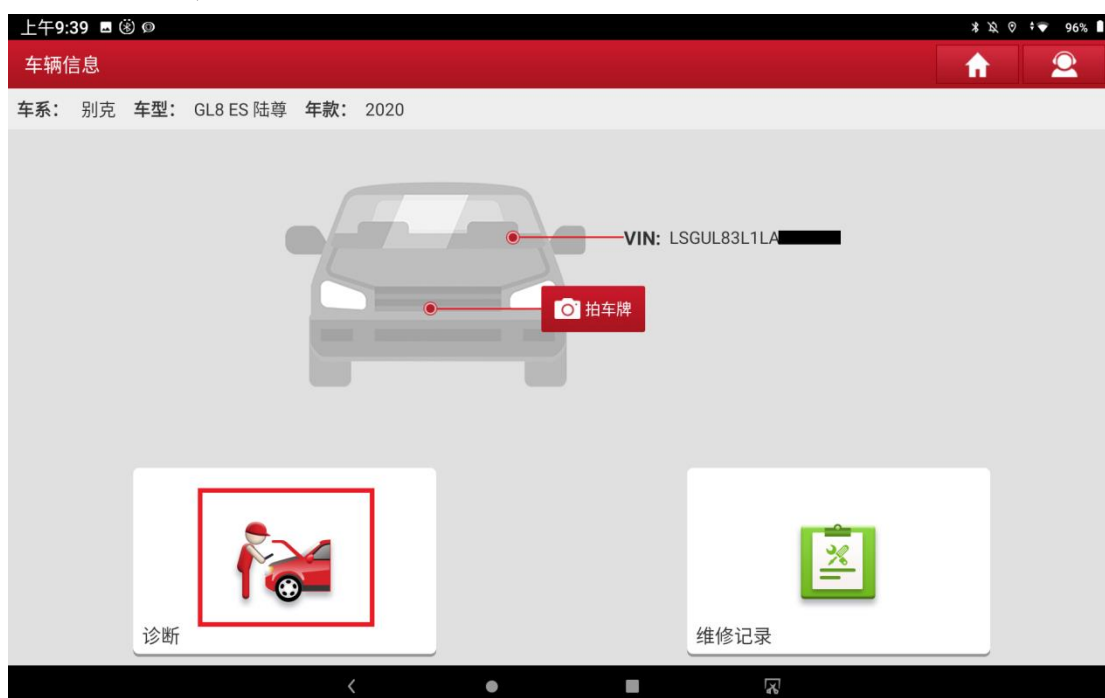 上午9:39 96%
车辆信息
车系： 别克 车型： GL8 ES 陆尊 年款： 2020
VIN: LSGUL83L1LA
拍车牌
诊断
维修记录